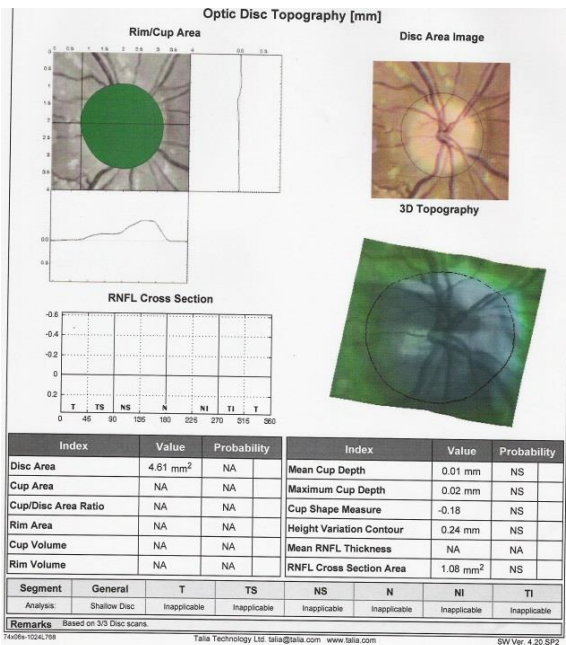 Optic Disc Topography [mm]
Rim/Cup Area
Disc Area Image
3D Topography
RNFL Cross Section
-0.6
-0.4
-0.2
0
0.2
T TS NS N NI TI T
0 45 90 135 180 225 270 315 360
Index Value Probability
Disc Area 4.61 mm² NA
Cup Area NA NA
Cup/Disc Area Ratio NA NA
Rim Area NA NA
Cup Volume NA NA
Rim Volume NA NA
Index Value Probability
Mean Cup Depth 0.01 mm NS
Maximum Cup Depth 0.02 mm NS
Cup Shape Measure -0.18 NS
Height Variation Contour 0.24 mm NS
Mean RNFL Thickness NA NA
RNFL Cross Section Area 1.08 mm² NS
Segment General T TS NS N NI TI
Analysis: Shallow Disc Inapplicable Inapplicable Inapplicable Inapplicable Inapplicable Inapplicable
Remarks Based on 3/3 Disc scans.
74x06s-1024L768 Talia Technology Ltd. talia@talia.com www.talia.com SW Ver. 4.20.SP2